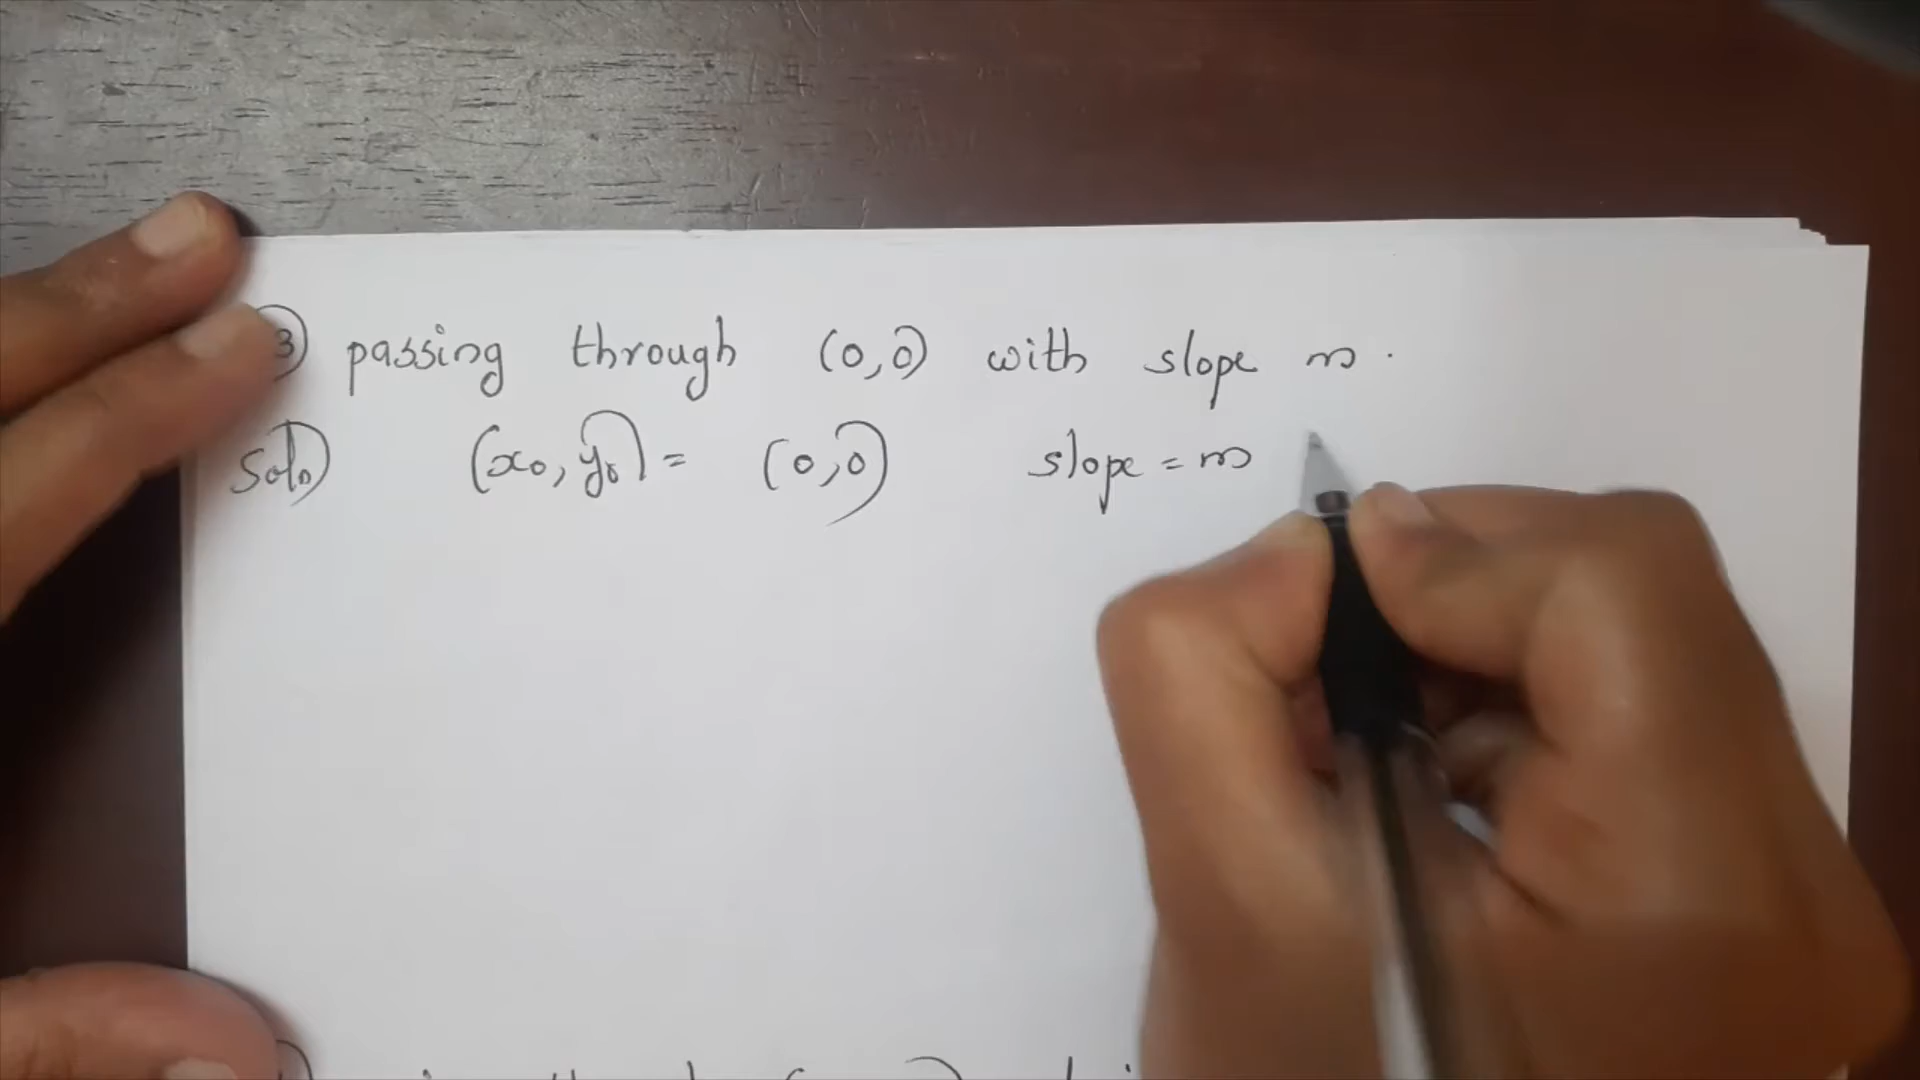 ③ passing through (0,0) with slope m.
Soln) (x₀, y₀) = (0,0) slope = m